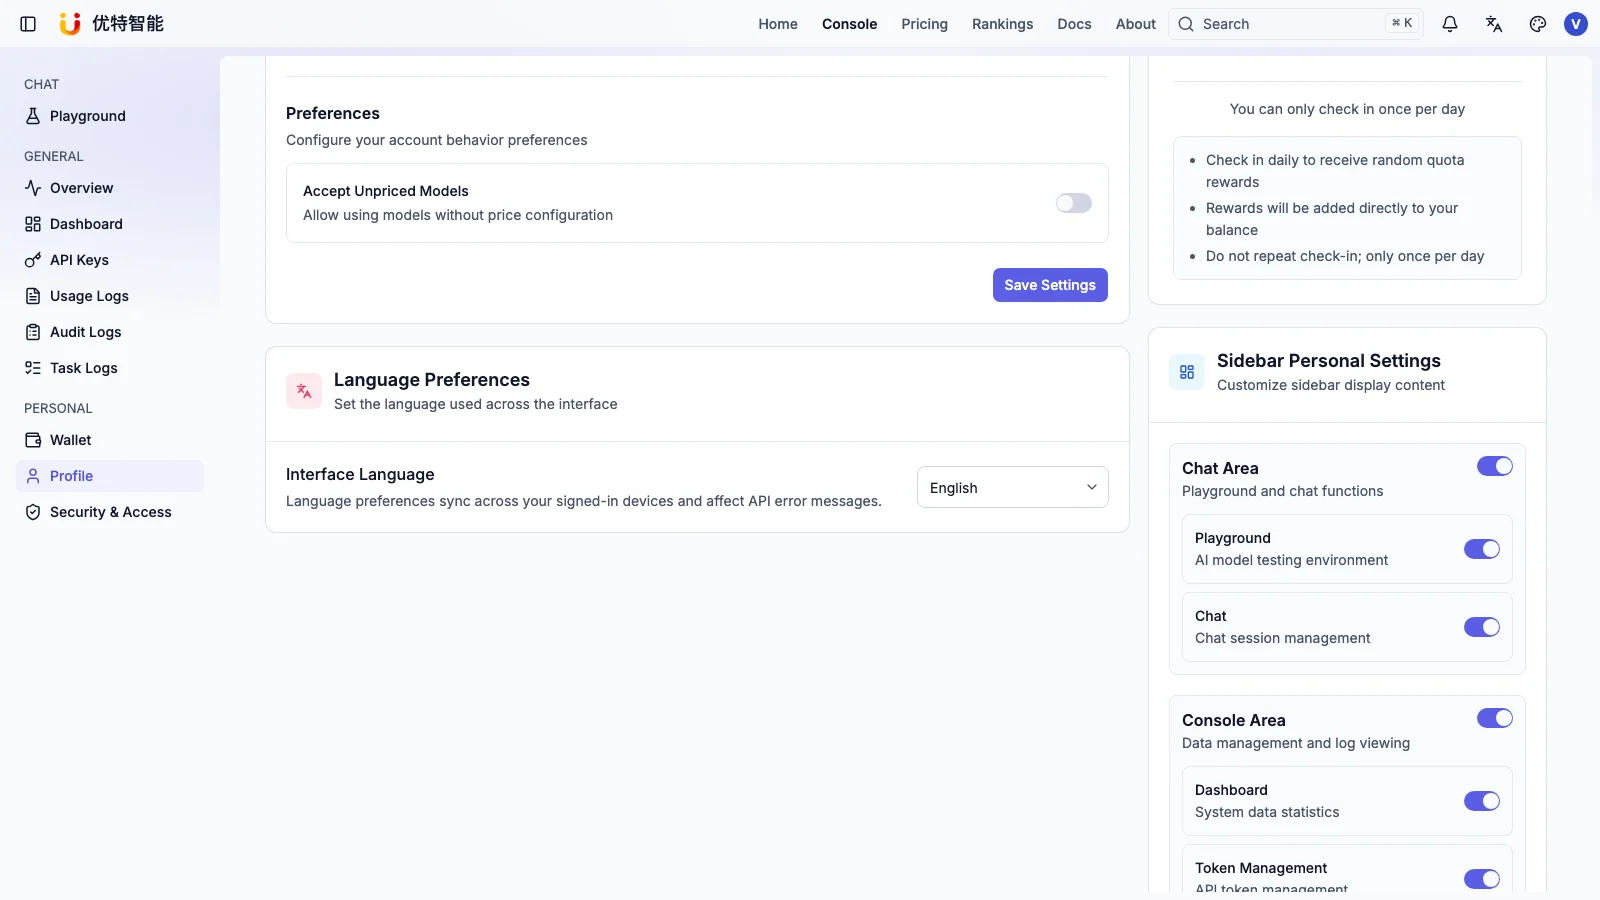 优特智能
Home
Console
Pricing
Rankings
Docs
About
Search
⌘ K
V
CHAT
Playground
GENERAL
Overview
Dashboard
API Keys
Usage Logs
Audit Logs
Task Logs
PERSONAL
Wallet
Profile
Security & Access
Preferences
Configure your account behavior preferences
Accept Unpriced Models
Allow using models without price configuration
Save Settings
Language Preferences
Set the language used across the interface
Interface Language
Language preferences sync across your signed-in devices and affect API error messages.
English
You can only check in once per day
• Check in daily to receive random quota
rewards
• Rewards will be added directly to your
balance
• Do not repeat check-in; only once per day
Sidebar Personal Settings
Customize sidebar display content
Chat Area
Playground and chat functions
Playground
AI model testing environment
Chat
Chat session management
Console Area
Data management and log viewing
Dashboard
System data statistics
Token Management
API token management